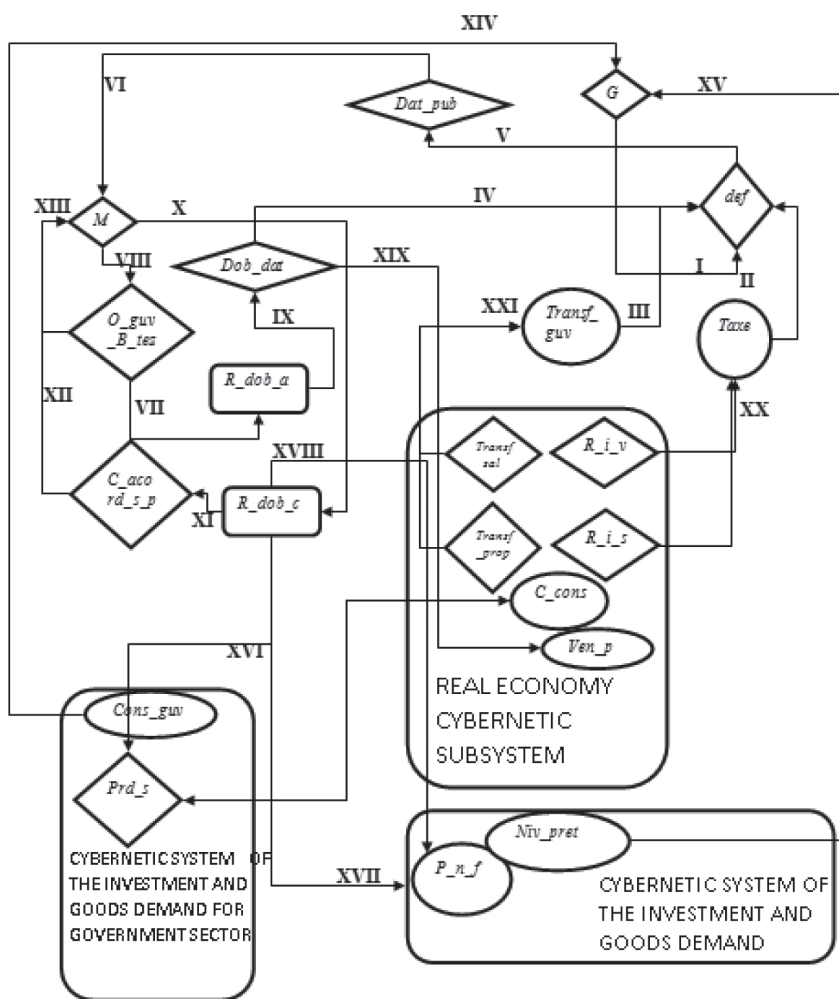 XIV
VI
G
XV
Dat_pub
V
XIII
M
X
IV
def
VIII
Dob_dat
XIX
I
II
O_guv
_B_tes
IX
XXI
Transf_
guv
III
Taxe
XII
VII
R_dob_a
XX
XVIII
Transf
sal
R_i_v
C_aco
rd_s_p
XI
R_dob_c
Transf
_prop
R_i_s
C_cons
XVI
Ven_p
REAL ECONOMY
CYBERNETIC
SUBSYSTEM
Cons_guv
Prd_s
Niv_pret
CYBERNETIC SYSTEM OF
THE INVESTMENT AND
GOODS DEMAND FOR
GOVERNMENT SECTOR
XVII
P_n_f
CYBERNETIC SYSTEM OF
THE INVESTMENT AND
GOODS DEMAND